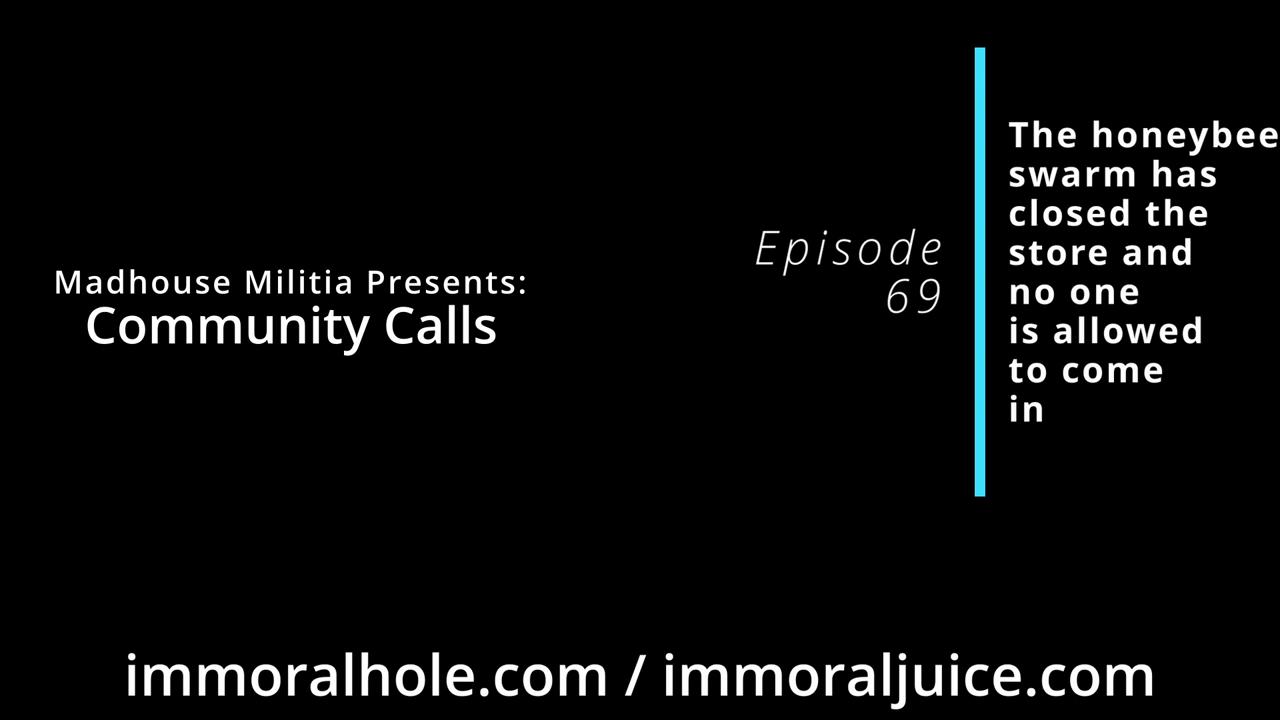 Madhouse Militia Presents:
Community Calls
Episode
69
The honeybee
swarm has
closed the
store and
no one
is allowed
to come
in
immoralhole.com / immoraljuice.com